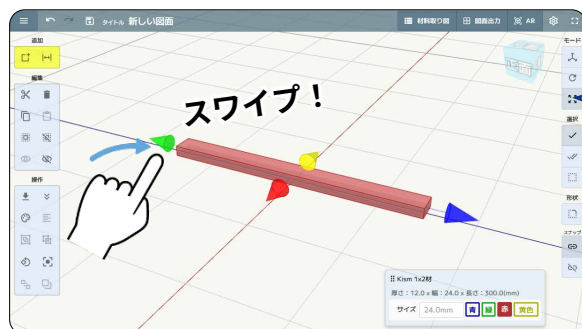 タイトル 新しい図面
材料取り図
図面出力
AR
追加
編集
操作
モード
選択
形状
スナップ
正面
スワイプ！
Kism 1x2材
厚さ：12.0 x 幅：24.0 x 長さ：300.0(mm)
サイズ 24.0mm 青 緑 赤 黄色